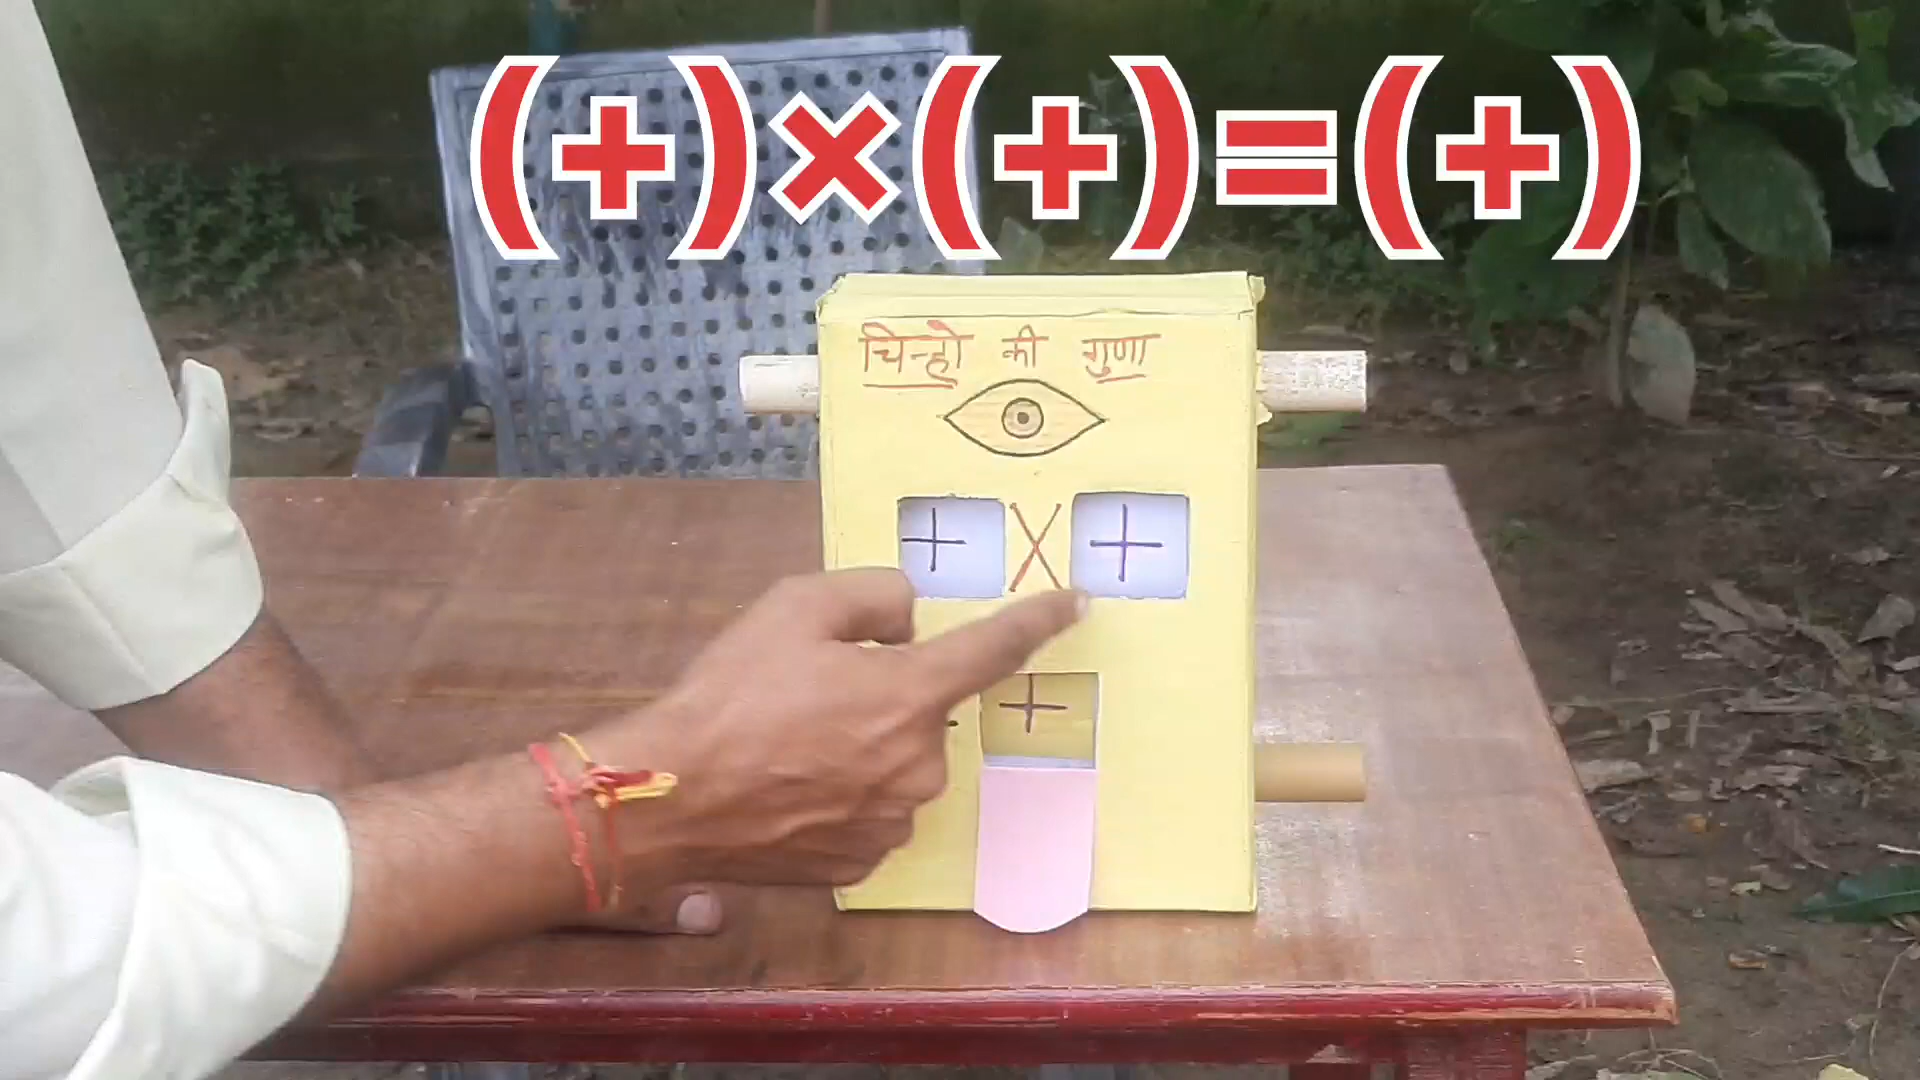 (+)×(+)=(+)
चिन्हो की गुणा
+ X +
+